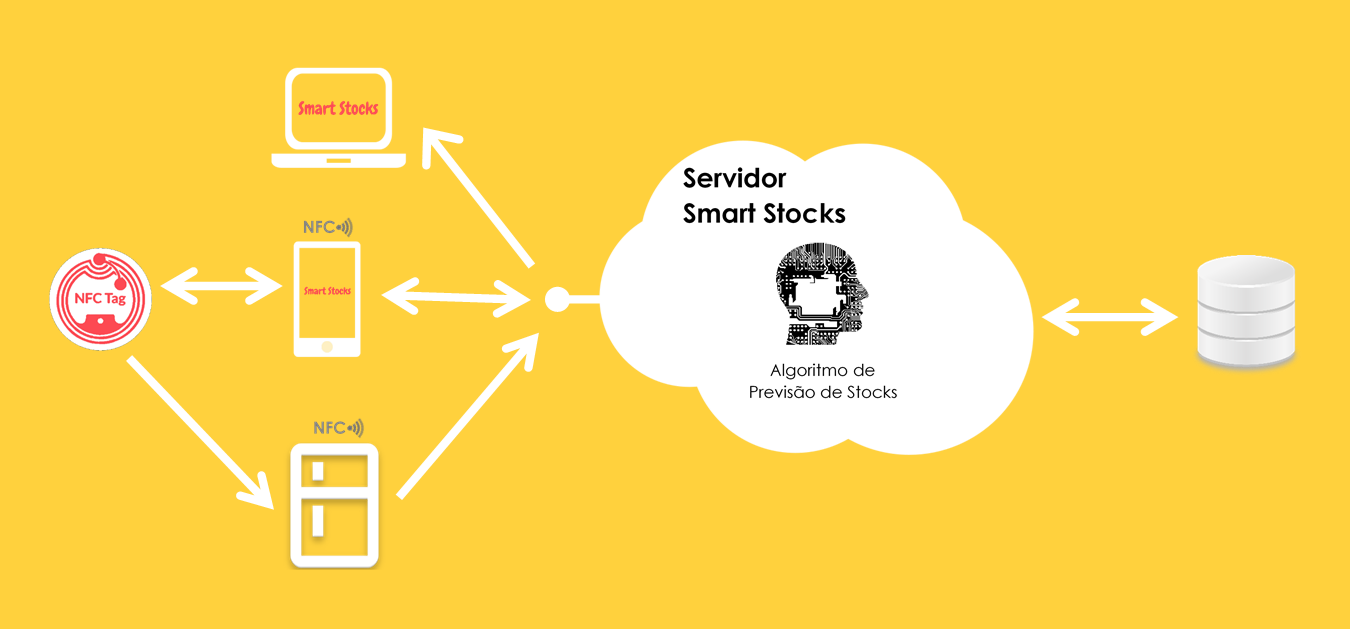 Smart Stocks
NFC
NFC Tag
Smart Stocks
NFC
Servidor
Smart Stocks
Algoritmo de
Previsão de Stocks